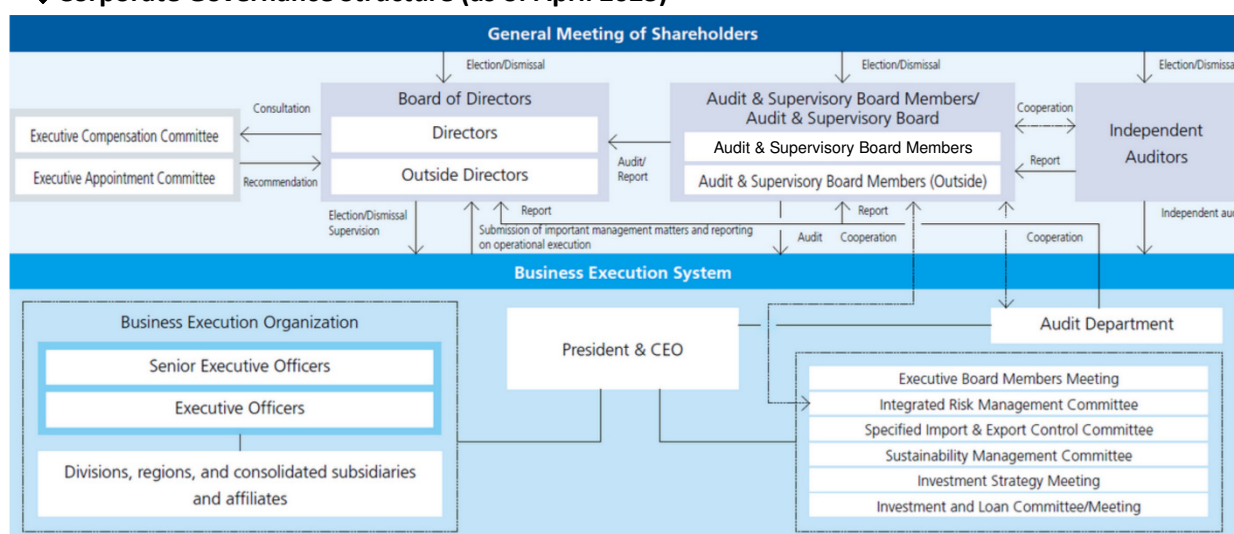 General Meeting of Shareholders
Election/Dismissal
Election/Dismissal
Board of Directors
Directors
Outside Directors
Consultation
Recommendation
Executive Compensation Committee
Executive Appointment Committee
Audit & Supervisory Board Members/
Audit & Supervisory Board
Audit & Supervisory Board Members
Audit & Supervisory Board Members (Outside)
Audit/
Report
Cooperation
Report
Independent
Auditors
Election/Dismissal
Supervision
Report
Submission of important management matters and reporting
on operational execution
Audit
Cooperation
Report
Cooperation
Business Execution System
Business Execution Organization
Senior Executive Officers
Executive Officers
Divisions, regions, and consolidated subsidiaries
and affiliates
President & CEO
Audit Department
Executive Board Members Meeting
Integrated Risk Management Committee
Specified Import & Export Control Committee
Sustainability Management Committee
Investment Strategy Meeting
Investment and Loan Committee/Meeting